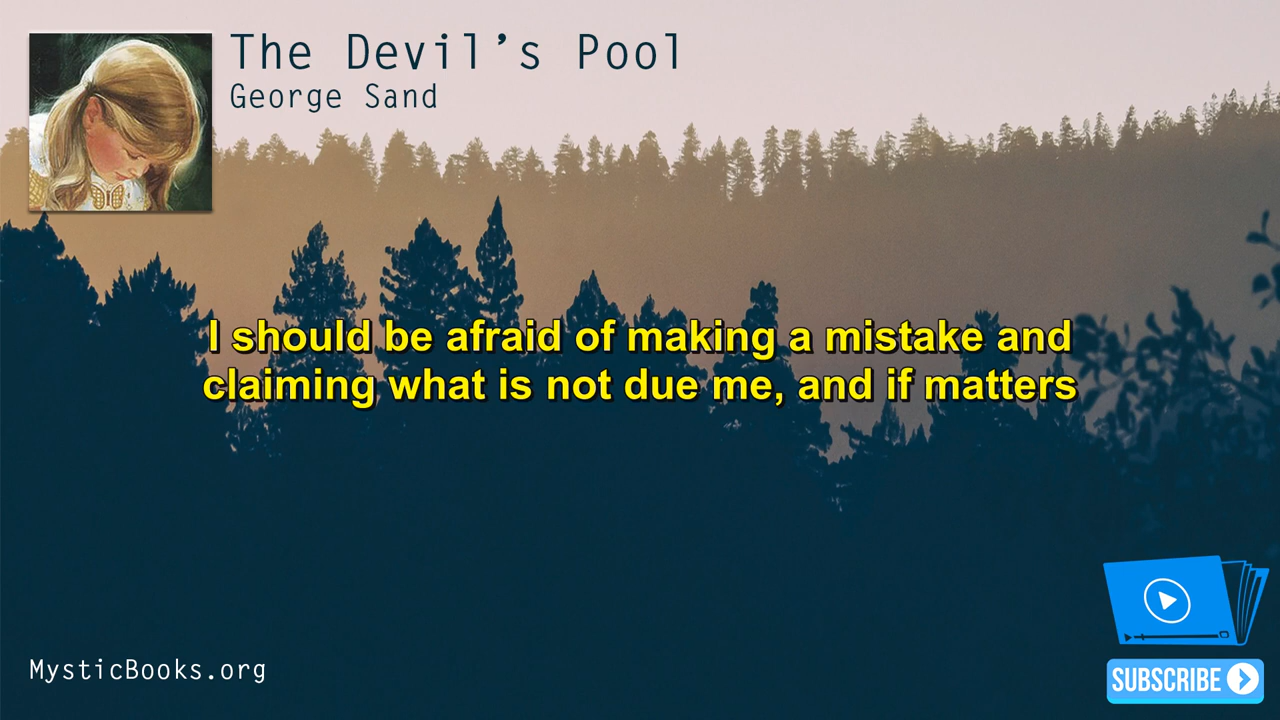 The Devil's Pool
George Sand
I should be afraid of making a mistake and
claiming what is not due me, and if matters
MysticBooks.org
SUBSCRIBE